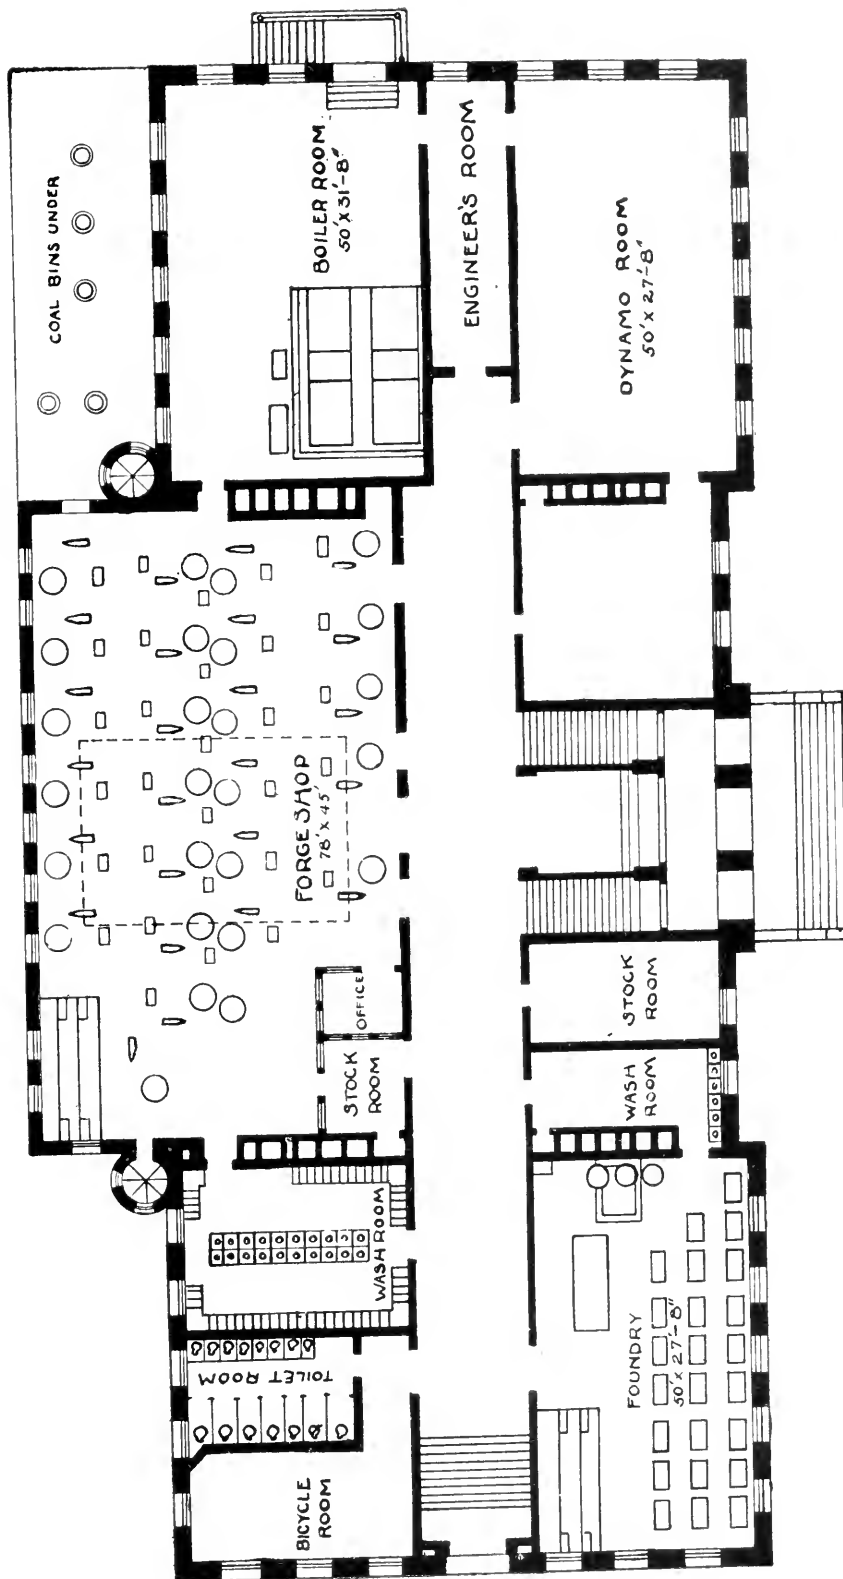 COAL BINS UNDER
BOILER ROOM
50' X 31'-8"
ENGINEER'S ROOM
DYNAMO ROOM
50' X 27'-8"
FORGE SHOP
78' X 45'
OFFICE
STOCK
ROOM
STOCK
ROOM
WASH
ROOM
WASH ROOM
TOILET ROOM
BICYCLE
ROOM
FOUNDRY
50' X 27'-8"